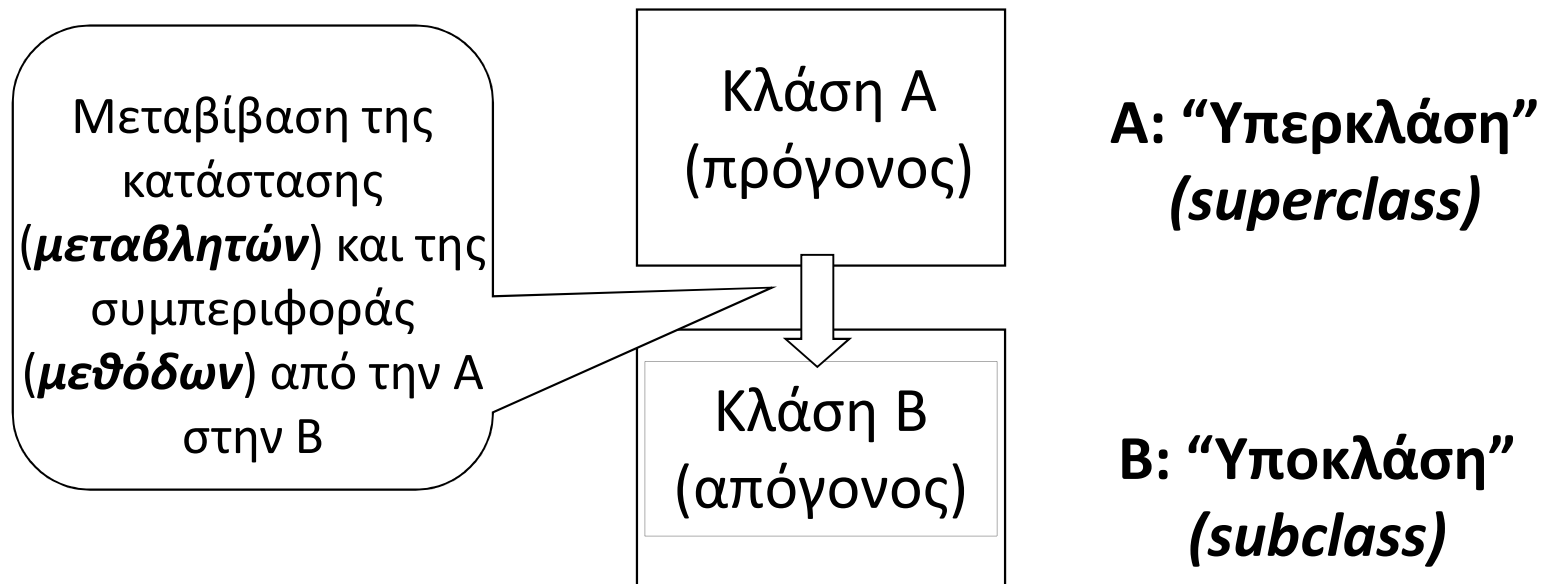 Μεταβίβαση της
κατάστασης
(μεταβλητών) και της
συμπεριφοράς
(μεθόδων) από την Α
στην Β
Κλάση Α
(πρόγονος)
Α: “Υπερκλάση”
(superclass)
Κλάση Β
(απόγονος)
Β: “Υποκλάση”
(subclass)